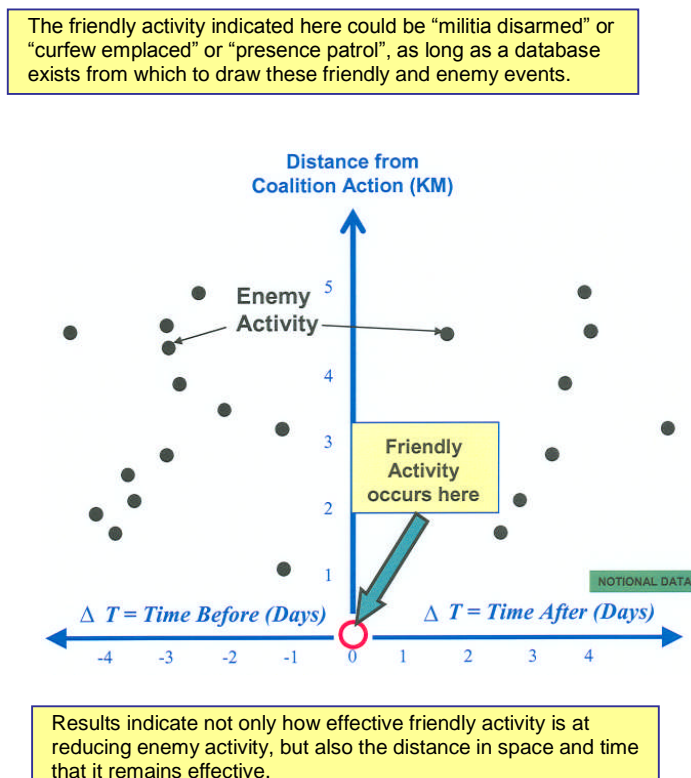 The friendly activity indicated here could be “militia disarmed” or
“curfew emplaced” or “presence patrol”, as long as a database
exists from which to draw these friendly and enemy events.
Distance from
Coalition Action (KM)
5
Enemy
Activity
4
3
Friendly
Activity
occurs here
2
1
NOTIONAL DATA
Δ T = Time Before (Days)
Δ T = Time After (Days)
-4 -3 -2 -1 0 1 2 3 4
Results indicate not only how effective friendly activity is at
reducing enemy activity, but also the distance in space and time
that it remains effective.